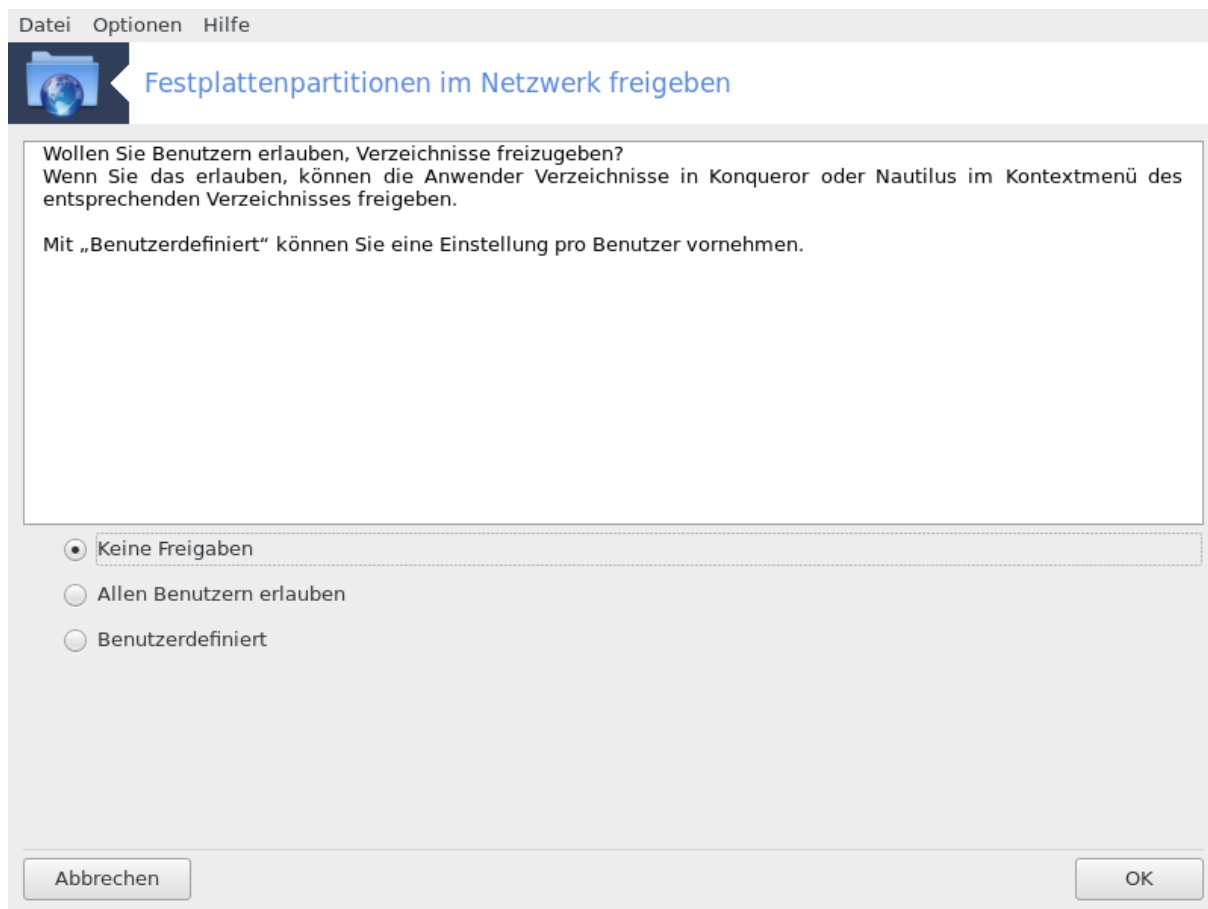 Datei Optionen Hilfe
Festplattenpartitionen im Netzwerk freigeben
Wollen Sie Benutzern erlauben, Verzeichnisse freizugeben?
Wenn Sie das erlauben, können die Anwender Verzeichnisse in Konqueror oder Nautilus im Kontextmenü des
entsprechenden Verzeichnisses freigeben.
Mit „Benutzerdefiniert“ können Sie eine Einstellung pro Benutzer vornehmen.
Keine Freigaben
Allen Benutzern erlauben
Benutzerdefiniert
Abbrechen OK